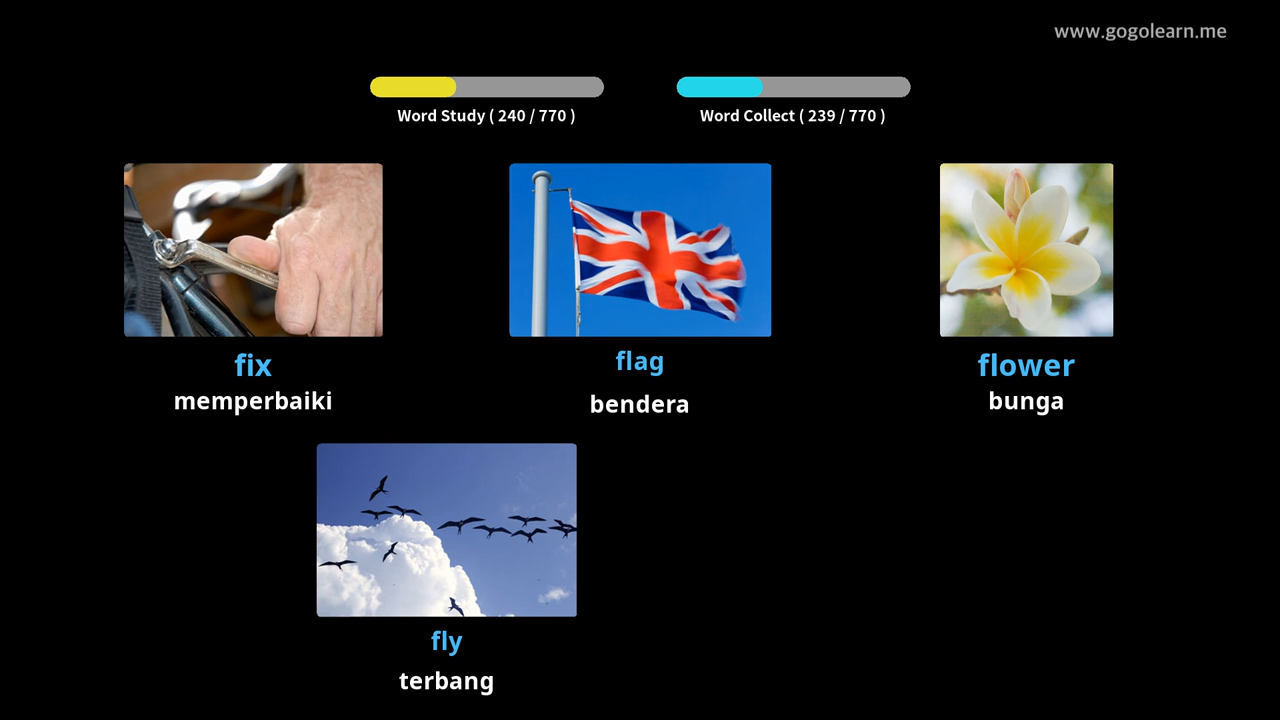 www.gogolearn.me
Word Study ( 240 / 770 )
Word Collect ( 239 / 770 )
fix
memperbaiki
flag
bendera
flower
bunga
fly
terbang